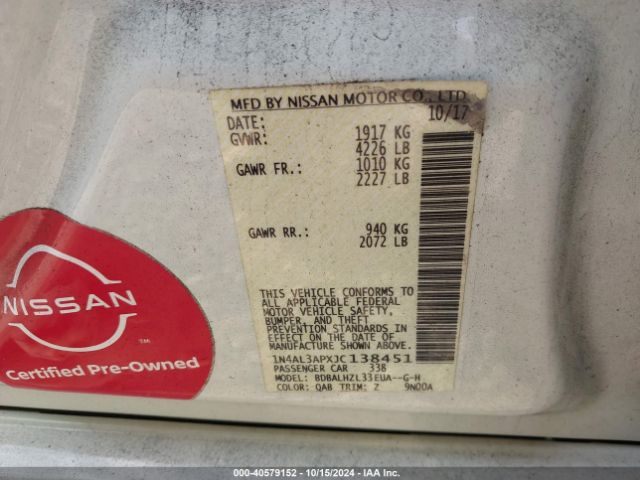 MFD BY NISSAN MOTOR CO., LTD
DATE: 10/17
GVWR: 1917 KG
4226 LB
GAWR FR.: 1010 KG
2227 LB
GAWR RR.: 940 KG
2072 LB
THIS VEHICLE CONFORMS TO
ALL APPLICABLE FEDERAL
MOTOR VEHICLE SAFETY,
BUMPER, AND THEFT
PREVENTION STANDARDS IN
EFFECT ON THE DATE OF
MANUFACTURE SHOWN ABOVE.
1N4AL3APXJC138451
PASSENGER CAR 338
MODEL: BDBALHZL33EUA--G-H
COLOR: QAB TRIM: Z 9N00A
NISSAN
TM
Certified Pre-Owned
000-40579152 - 10/15/2024 - IAA Inc.